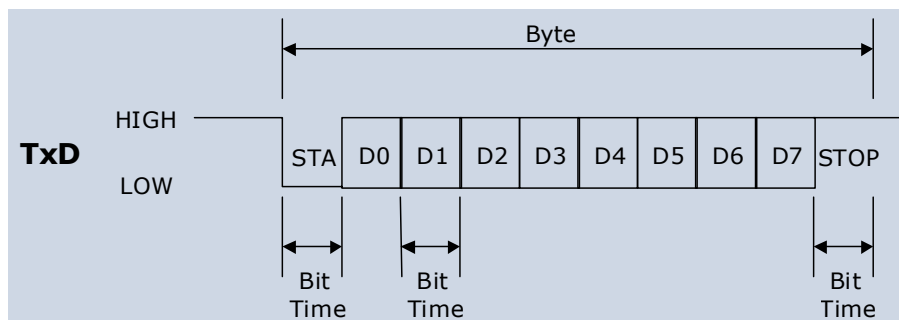 Byte
HIGH
TxD
LOW
STA D0 D1 D2 D3 D4 D5 D6 D7 STOP
Bit Time
Bit Time
Bit Time